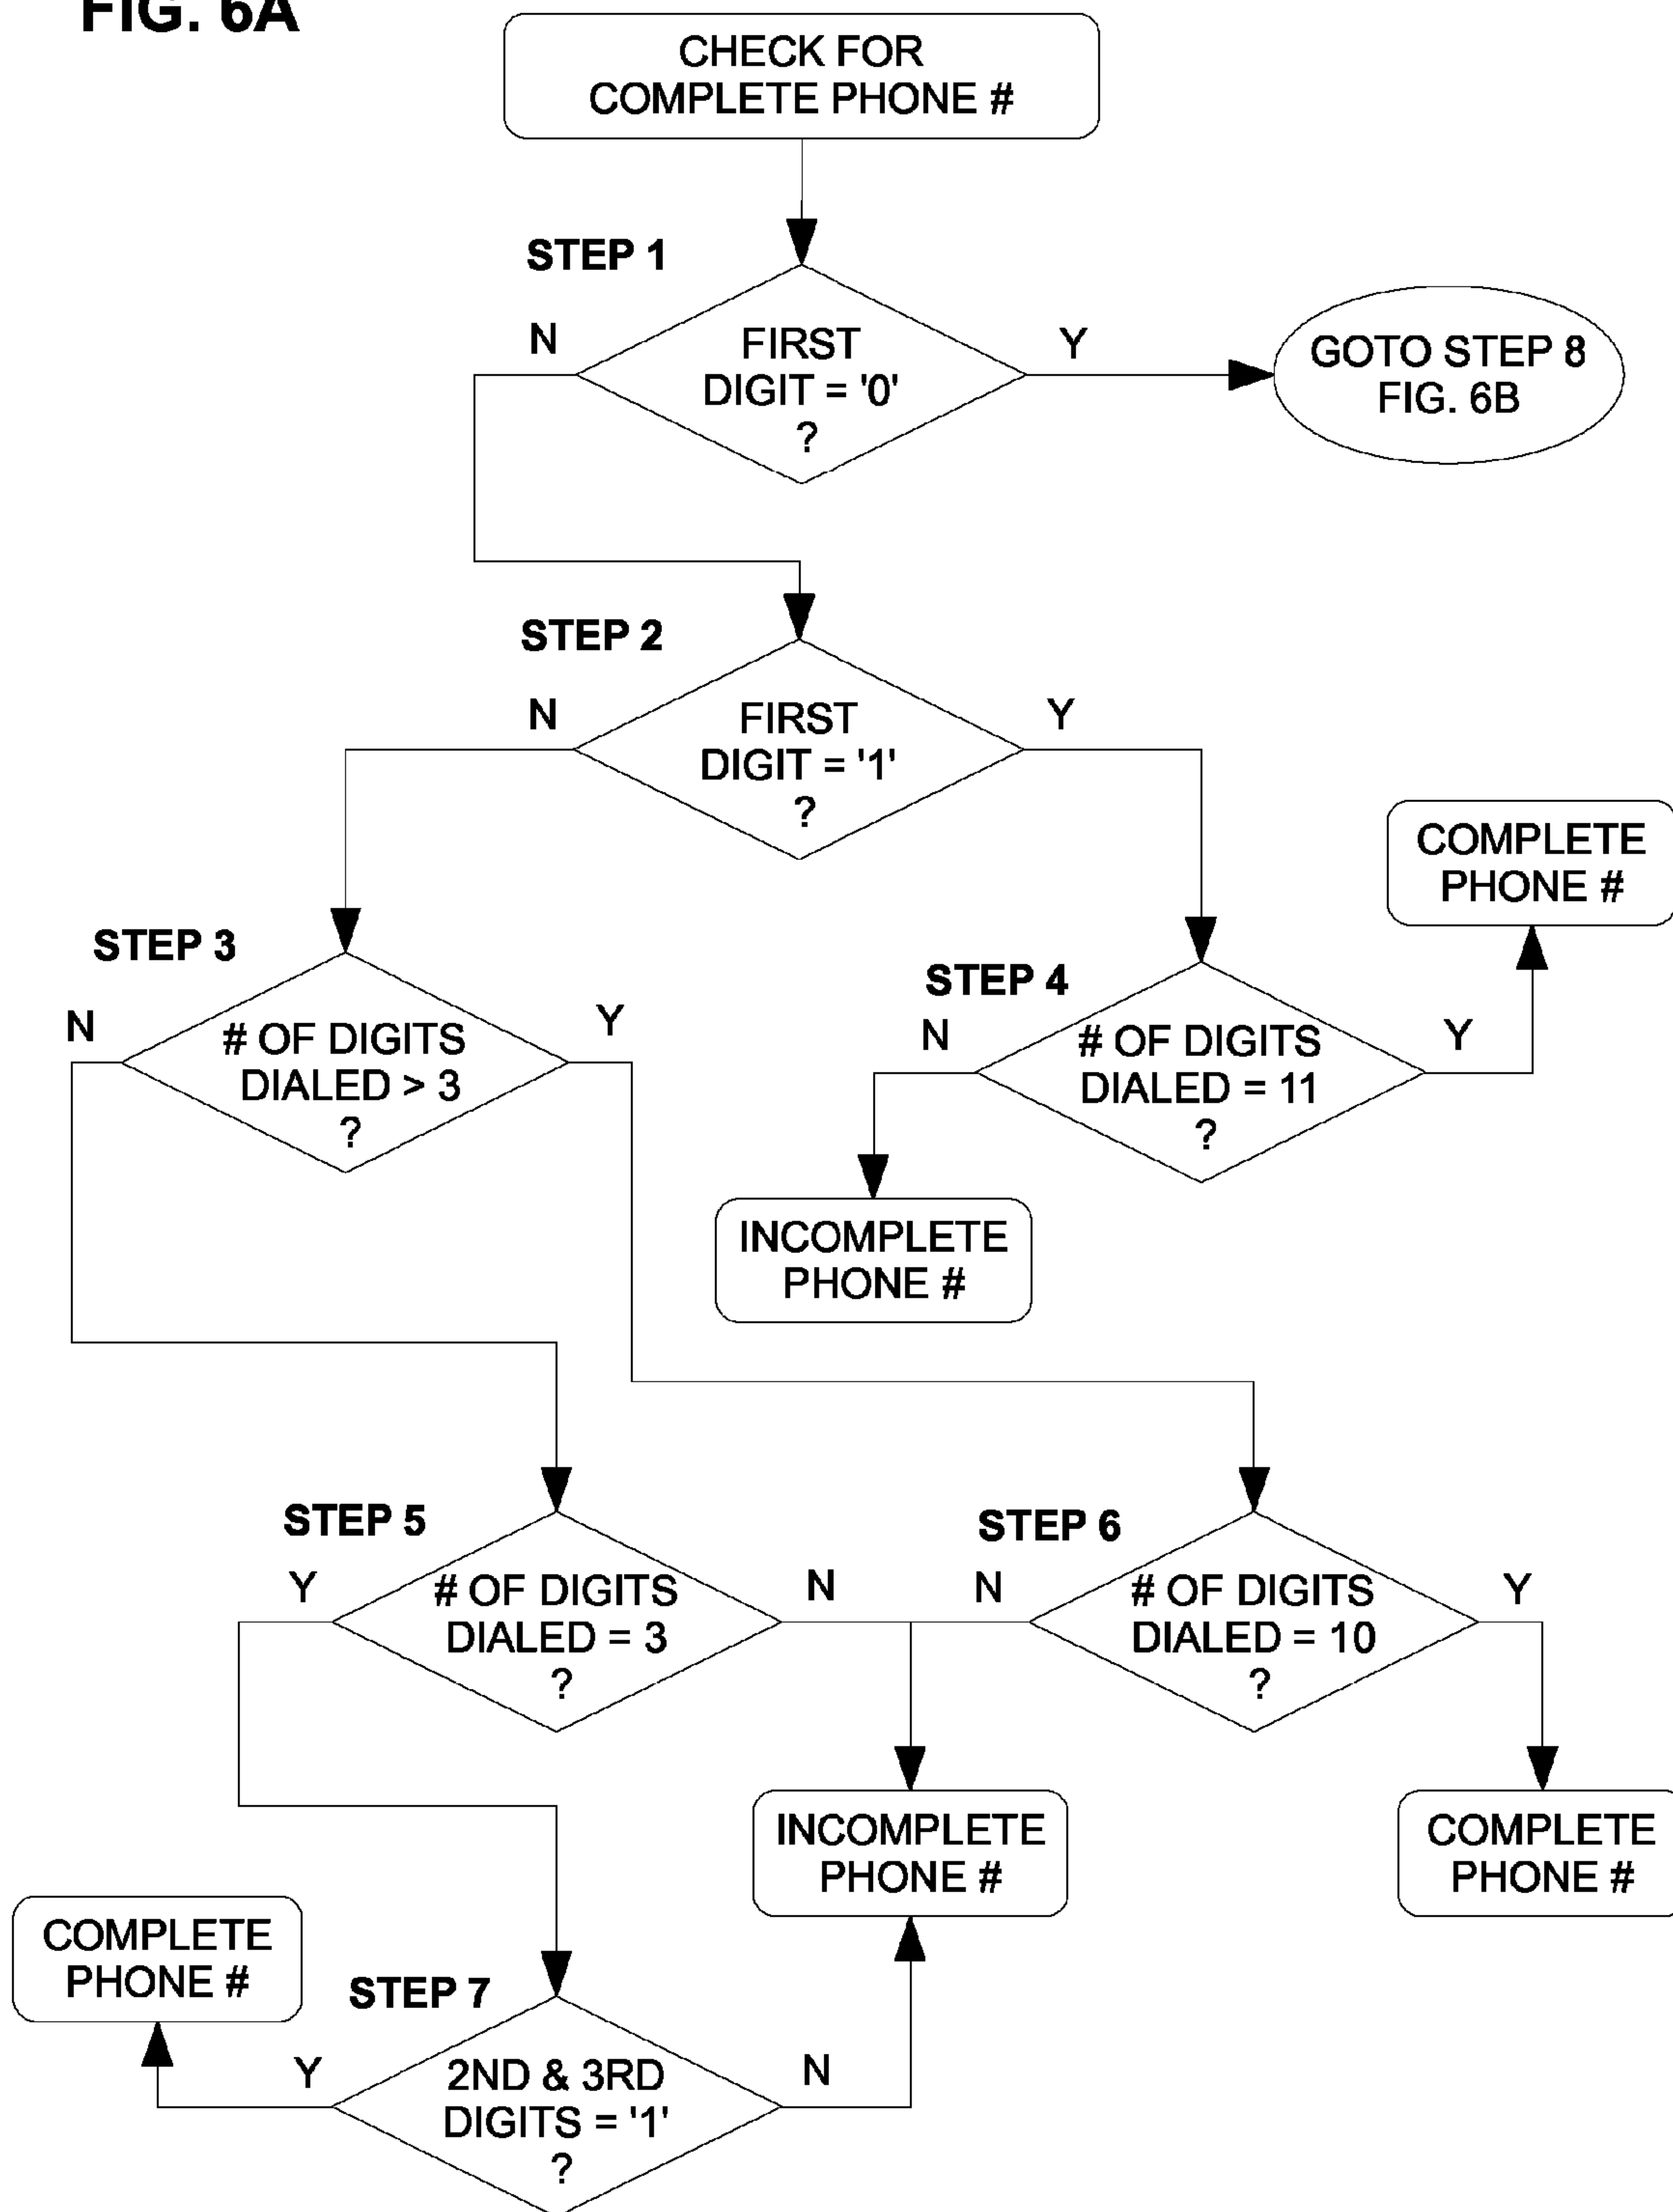 FIG. 6A
CHECK FOR
COMPLETE PHONE #
STEP 1
N
FIRST
DIGIT = '0'
?
Y
GOTO STEP 8
FIG. 6B
STEP 2
N
FIRST
DIGIT = '1'
?
Y
COMPLETE
PHONE #
STEP 3
N
# OF DIGITS
DIALED > 3
?
Y
STEP 4
N
# OF DIGITS
DIALED = 11
?
Y
INCOMPLETE
PHONE #
STEP 5
Y
# OF DIGITS
DIALED = 3
?
N
STEP 6
N
# OF DIGITS
DIALED = 10
?
Y
INCOMPLETE
PHONE #
COMPLETE
PHONE #
COMPLETE
PHONE #
STEP 7
Y
2ND & 3RD
DIGITS = '1'
?
N